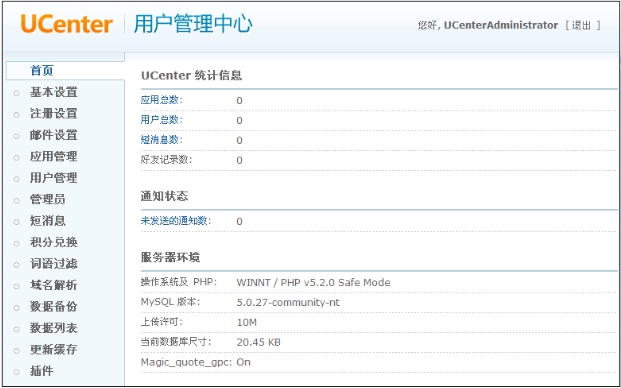 UCenter 用户管理中心
您好, UCenterAdministrator [ 退出 ]
首页
基本设置
注册设置
邮件设置
应用管理
用户管理
管理员
短消息
积分兑换
词语过滤
域名解析
数据备份
数据列表
更新缓存
插件
UCenter 统计信息
应用总数: 0
用户总数: 0
短消息数: 0
好友记录数: 0
通知状态
未发送的通知数: 0
服务器环境
操作系统及 PHP: WINNT / PHP v5.2.0 Safe Mode
MySQL 版本: 5.0.27-community-nt
上传许可: 10M
当前数据库尺寸: 20.45 KB
Magic_quote_gpc: On